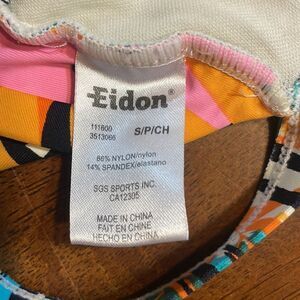 Eidon®
111600
3513066
S/P/CH
86% NYLON/nylon
14% SPANDEX/elastano
SGS SPORTS INC.
CA12305
MADE IN CHINA
FAIT EN CHINE
HECHO EN CHINA